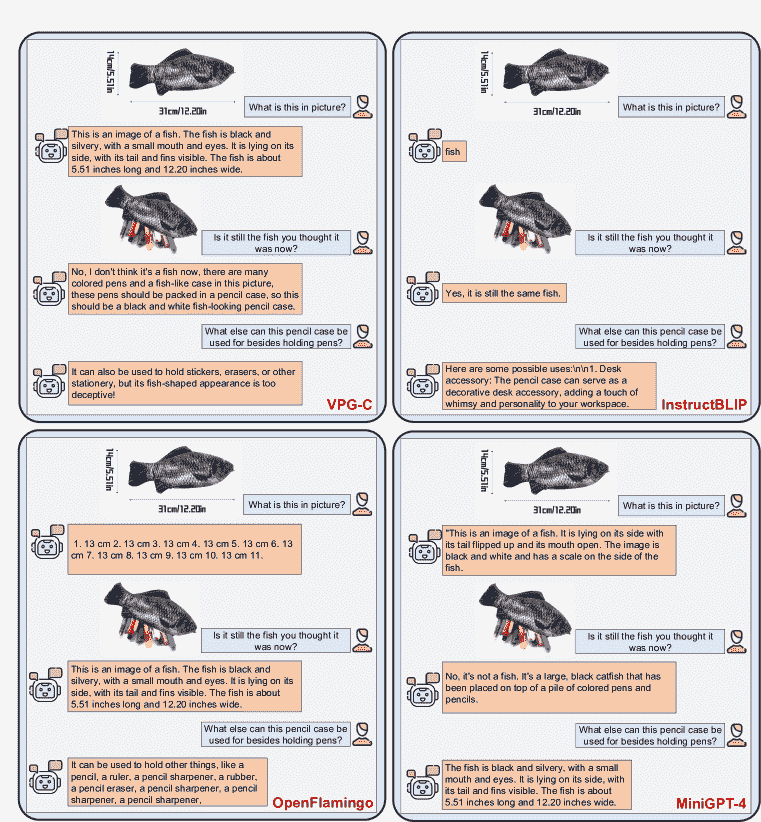 14cm/5.51in
31cm/12.20in
What is this in picture?
This is an image of a fish. The fish is black and
silvery, with a small mouth and eyes. It is lying on its
side, with its tail and fins visible. The fish is about
5.51 inches long and 12.20 inches wide.
Is it still the fish you thought it
was now?
No, I don't think it's a fish now, there are many
colored pens and a fish-like case in this picture,
these pens should be packed in a pencil case, so this
should be a black and white fish-looking pencil case.
What else can this pencil case be
used for besides holding pens?
It can also be used to hold stickers, erasers, or other
stationery, but its fish-shaped appearance is too
deceptive!
VPG-C
14cm/5.51in
31cm/12.20in
What is this in picture?
fish
Is it still the fish you thought it
was now?
Yes, it is still the same fish.
What else can this pencil case be
used for besides holding pens?
Here are some possible uses:\n\n1. Desk
accessory: The pencil case can serve as a
decorative desk accessory, adding a touch of
whimsy and personality to your workspace.
InstructBLIP
14cm/5.51in
31cm/12.20in
What is this in picture?
1. 13 cm 2. 13 cm 3. 13 cm 4. 13 cm 5. 13 cm 6. 13
cm 7. 13 cm 8. 13 cm 9. 13 cm 10. 13 cm 11.
Is it still the fish you thought it
was now?
This is an image of a fish. The fish is black and
silvery, with a small mouth and eyes. It is lying on its
side, with its tail and fins visible. The fish is about
5.51 inches long and 12.20 inches wide.
What else can this pencil case be
used for besides holding pens?
It can be used to hold other things, like a
pencil, a ruler, a pencil sharpener, a rubber,
a pencil eraser, a pencil sharpener, a pencil
sharpener, a pencil sharpener,
OpenFlamingo
14cm/5.51in
31cm/12.20in
What is this in picture?
"This is an image of a fish. It is lying on its side with
its tail flipped up and its mouth open. The image is
black and white and has a scale on the side of the
fish.
Is it still the fish you thought it
was now?
No, it's not a fish. It's a large, black catfish that has
been placed on top of a pile of colored pens and
pencils.
What else can this pencil case be
used for besides holding pens?
The fish is black and silvery, with a small
mouth and eyes. It is lying on its side, with
its tail and fins visible. The fish is about
5.51 inches long and 12.20 inches wide.
MiniGPT-4